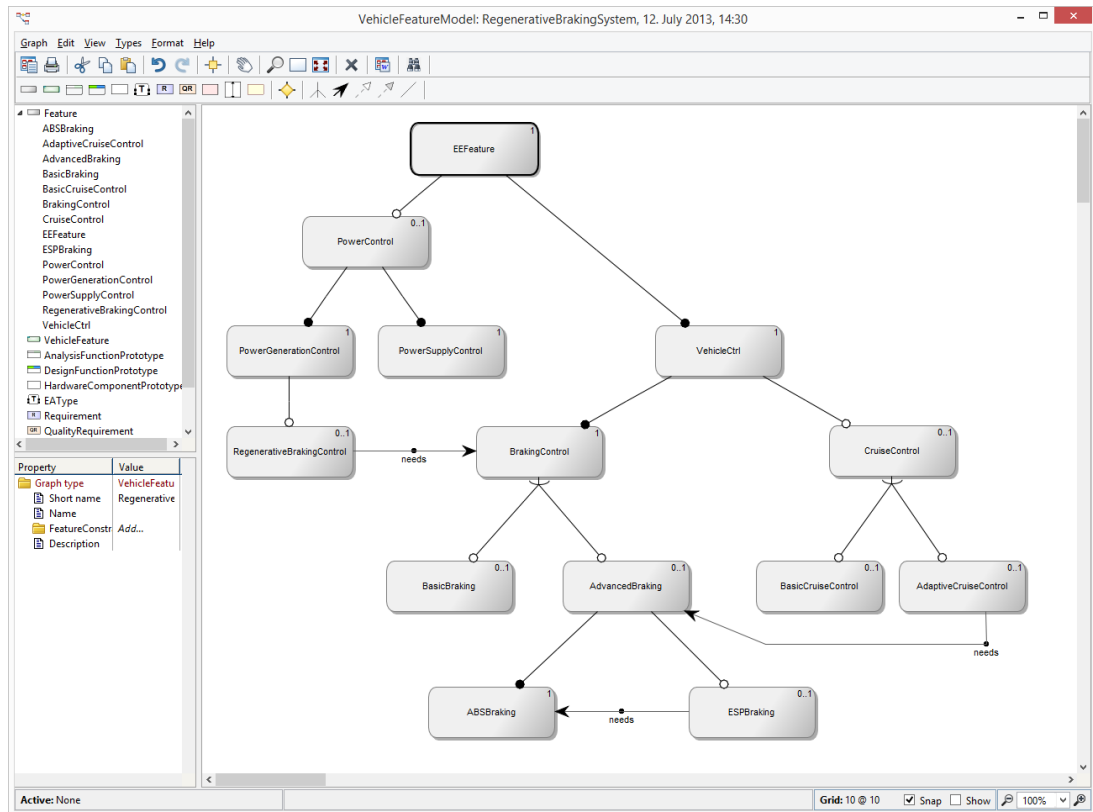 VehicleFeatureModel: RegenerativeBrakingSystem, 12. July 2013, 14:30
Graph Edit View Types Format Help
T R QR
Feature
ABSBraking
AdaptiveCruiseControl
AdvancedBraking
BasicBraking
BasicCruiseControl
BrakingControl
CruiseControl
EEFeature
ESPBraking
PowerControl
PowerGenerationControl
PowerSupplyControl
RegenerativeBrakingControl
VehicleCtrl
VehicleFeature
AnalysisFunctionPrototype
DesignFunctionPrototype
HardwareComponentPrototype
T EAType
R Requirement
QR QualityRequirement
Property Value
Graph type VehicleFeatu
Short name Regenerative
Name
FeatureConstr Add...
Description
1
EEFeature
0..1
PowerControl
1
PowerGenerationControl
1
PowerSupplyControl
1
VehicleCtrl
0..1
RegenerativeBrakingControl
needs
1
BrakingControl
0..1
CruiseControl
0..1
BasicBraking
0..1
AdvancedBraking
0..1
BasicCruiseControl
0..1
AdaptiveCruiseControl
needs
1
ABSBraking
needs
0..1
ESPBraking
Active: None
Grid: 10 @ 10 Snap Show 100%